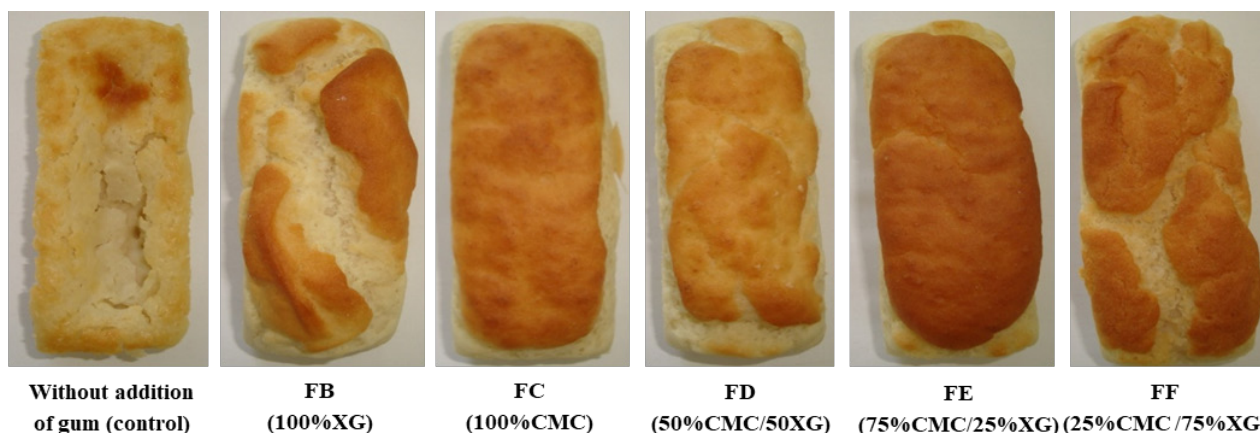 Without addition
of gum (control)
FB
(100%XG)
FC
(100%CMC)
FD
(50%CMC/50XG)
FE
(75%CMC/25%XG)
FF
(25%CMC /75%XG